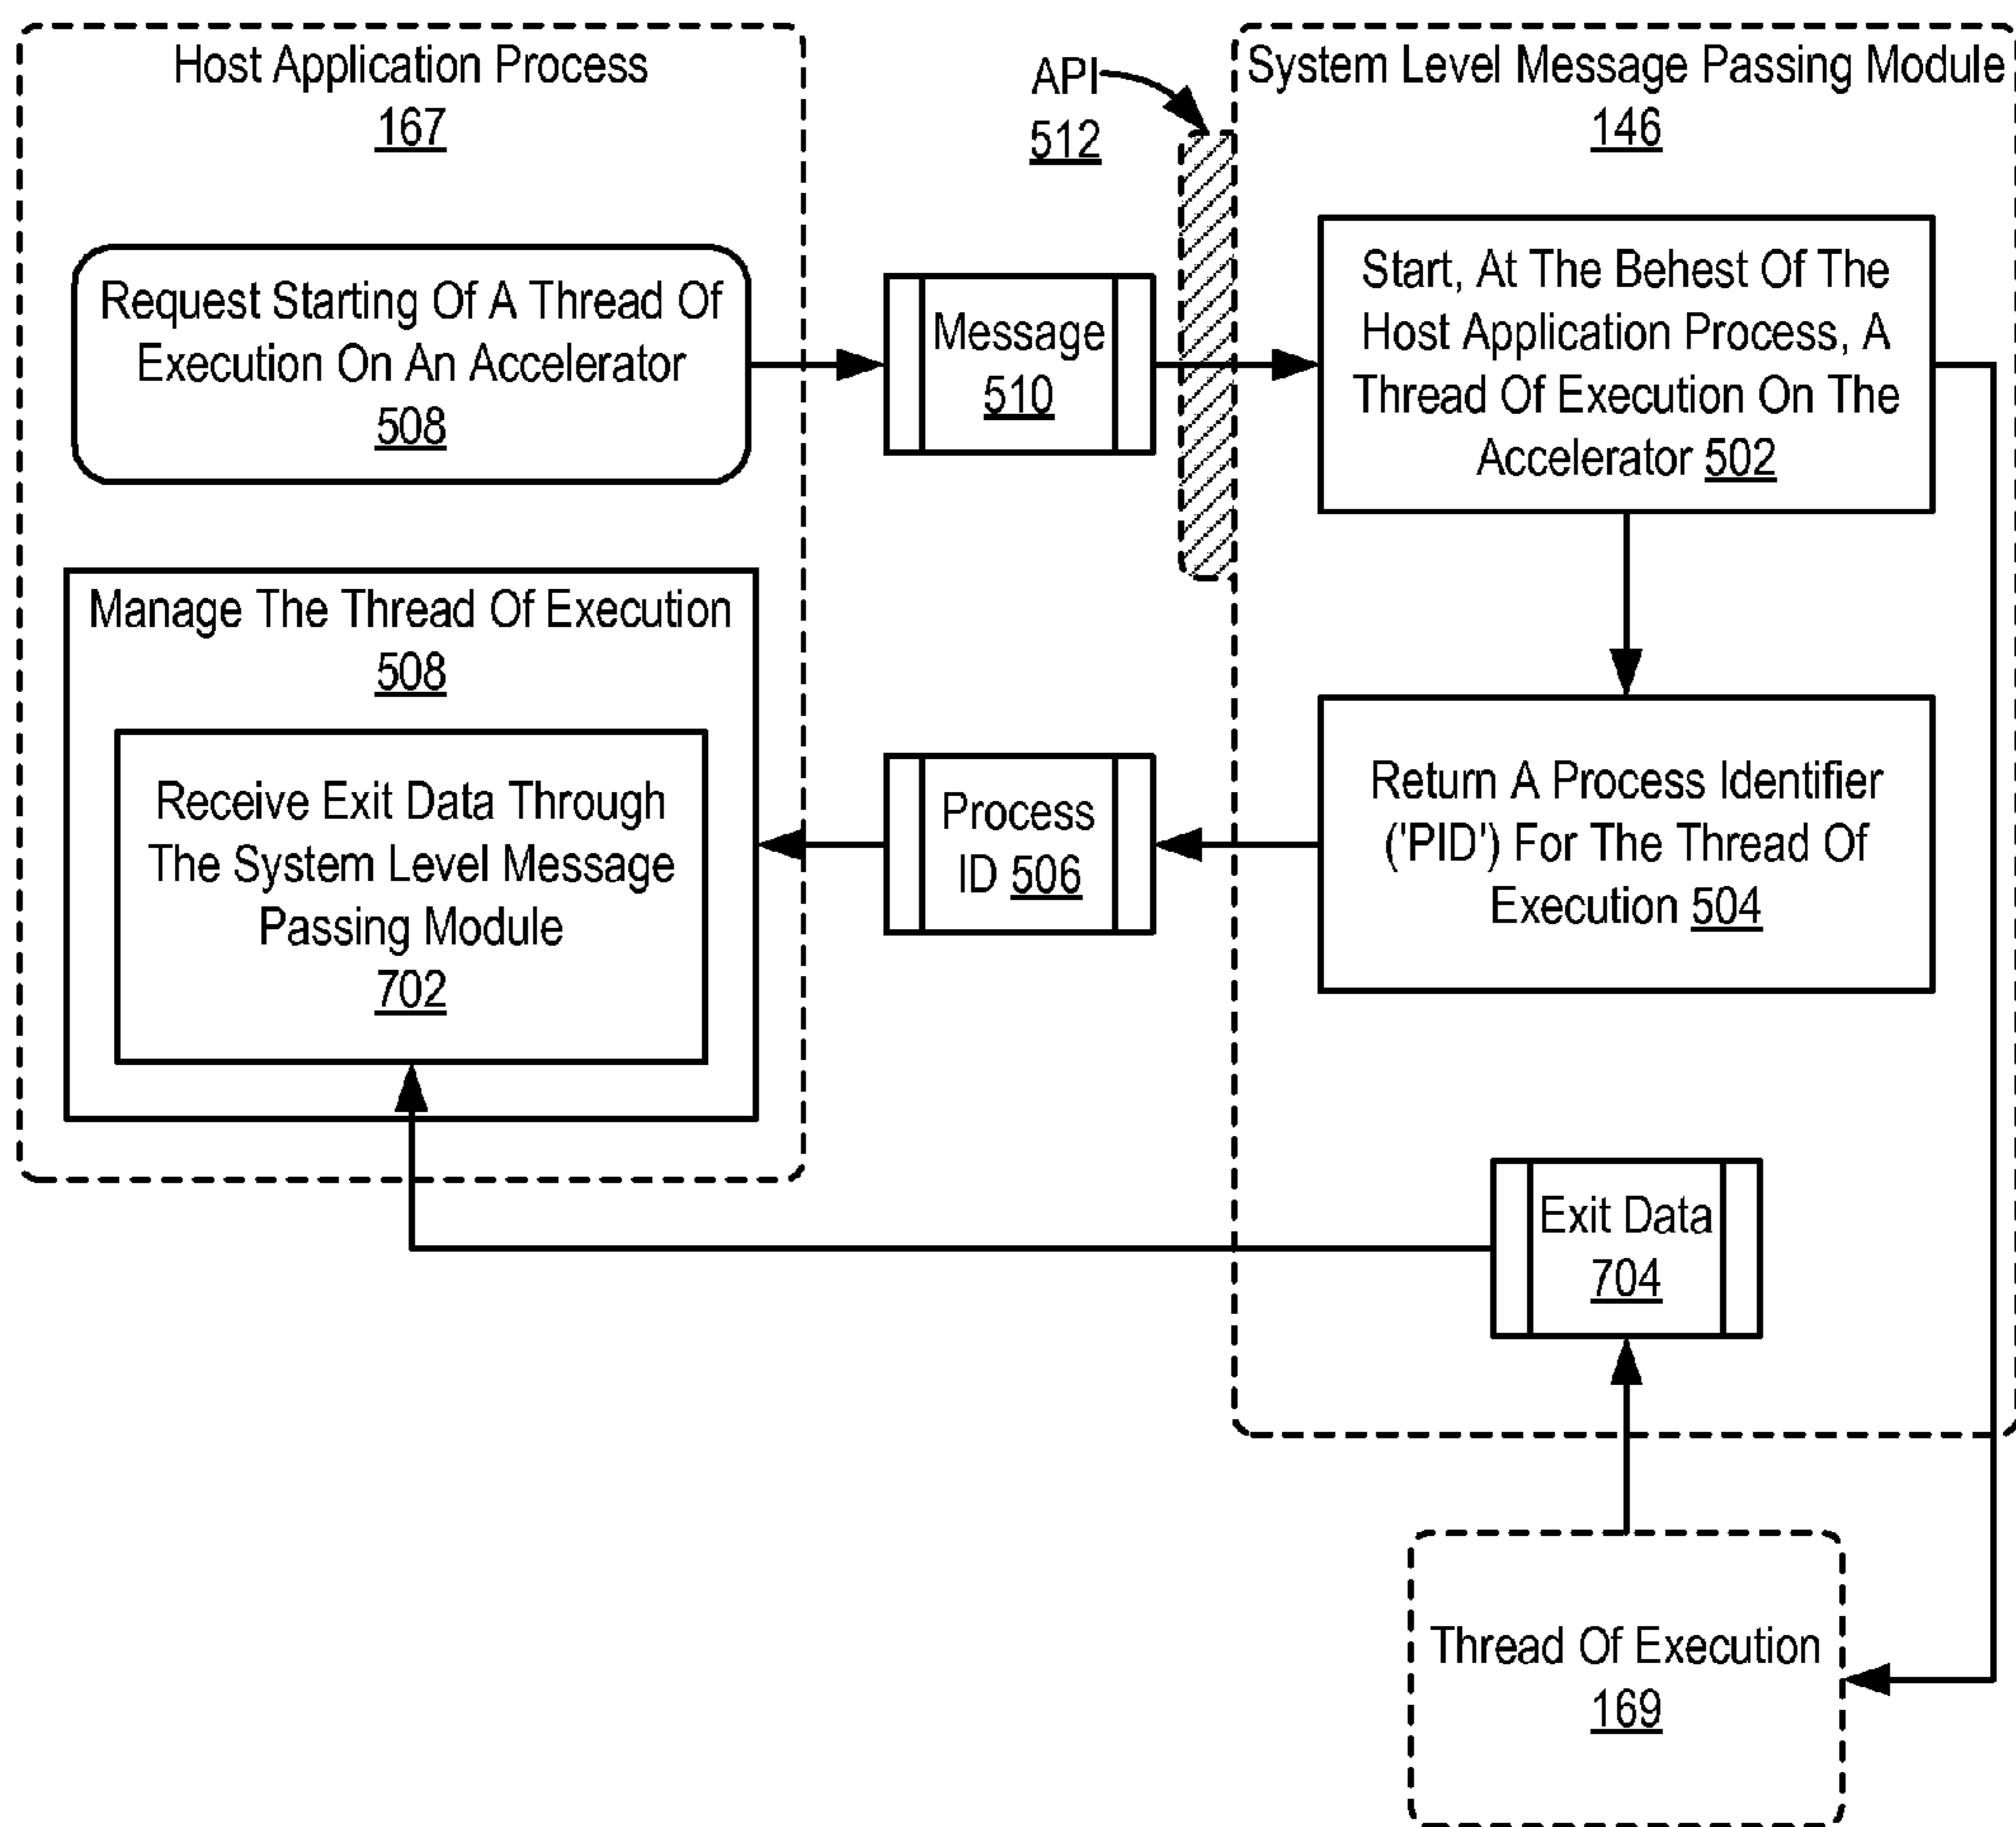 Host Application Process
167
API
512
System Level Message Passing Module
146
Request Starting Of A Thread Of
Execution On An Accelerator
508
Message
510
Start, At The Behest Of The
Host Application Process, A
Thread Of Execution On The
Accelerator 502
Manage The Thread Of Execution
508
Receive Exit Data Through
The System Level Message
Passing Module
702
Process
ID 506
Return A Process Identifier
('PID') For The Thread Of
Execution 504
Exit Data
704
Thread Of Execution
169